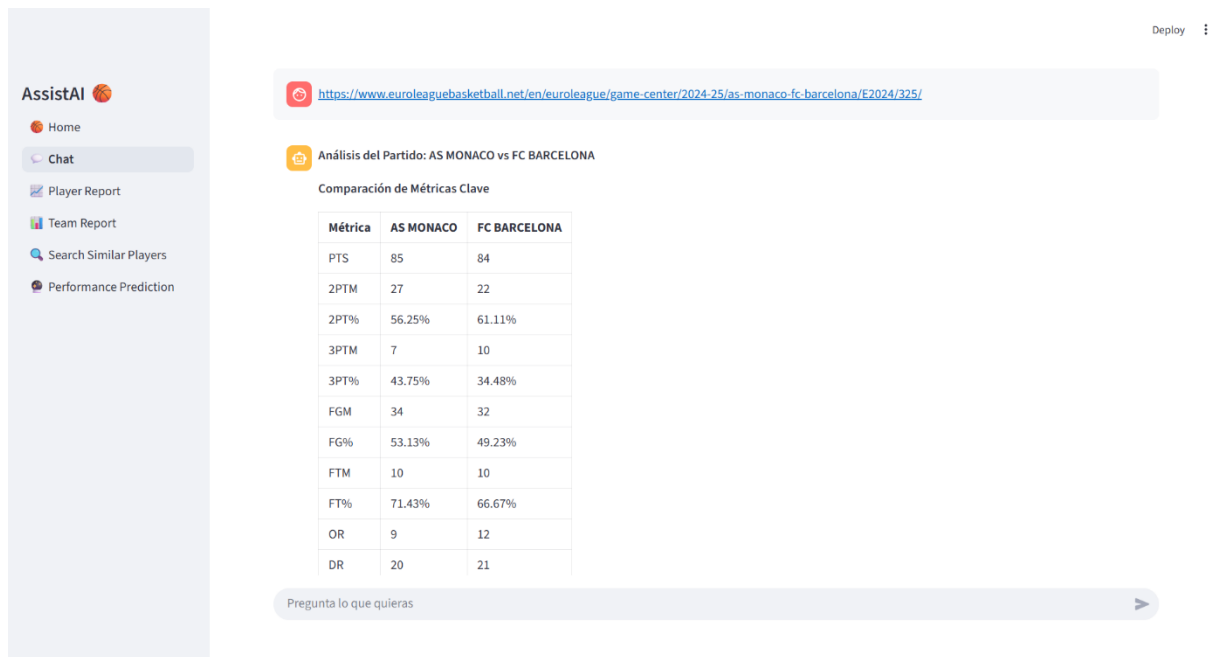 Deploy
AssistAI
Home
Chat
Player Report
Team Report
Search Similar Players
Performance Prediction
https://www.euroleaguebasketball.net/en/euroleague/game-center/2024-25/as-monaco-fc-barcelona/E2024/325/
Análisis del Partido: AS MONACO vs FC BARCELONA
Comparación de Métricas Clave
Métrica AS MONACO FC BARCELONA
PTS 85 84
2PTM 27 22
2PT% 56.25% 61.11%
3PTM 7 10
3PT% 43.75% 34.48%
FGM 34 32
FG% 53.13% 49.23%
FTM 10 10
FT% 71.43% 66.67%
OR 9 12
DR 20 21
Pregunta lo que quieras